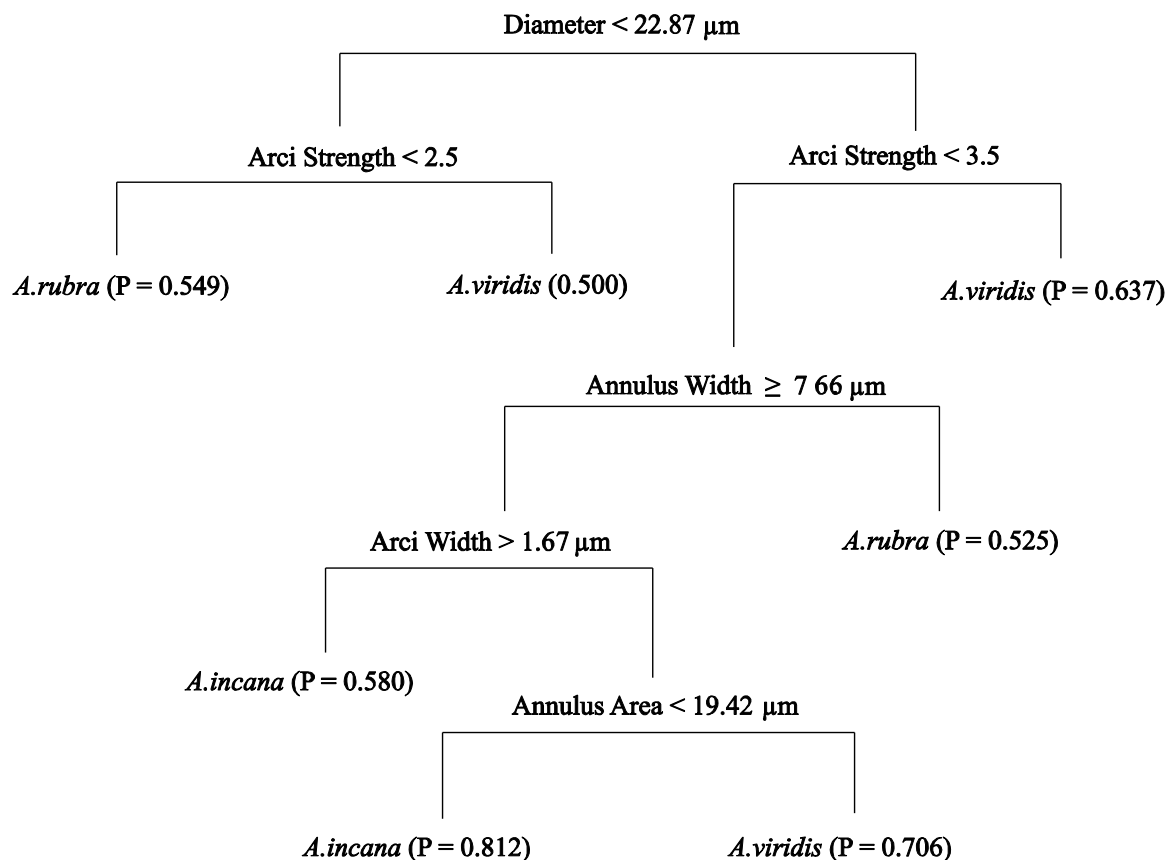 Diameter < 22.87 µm
Arci Strength < 2.5
Arci Strength < 3.5
A.rubra (P = 0.549)
A.viridis (0.500)
A.viridis (P = 0.637)
Annulus Width ≥ 7 66 µm
Arci Width > 1.67 µm
A.rubra (P = 0.525)
A.incana (P = 0.580)
Annulus Area < 19.42 µm
A.incana (P = 0.812)
A.viridis (P = 0.706)